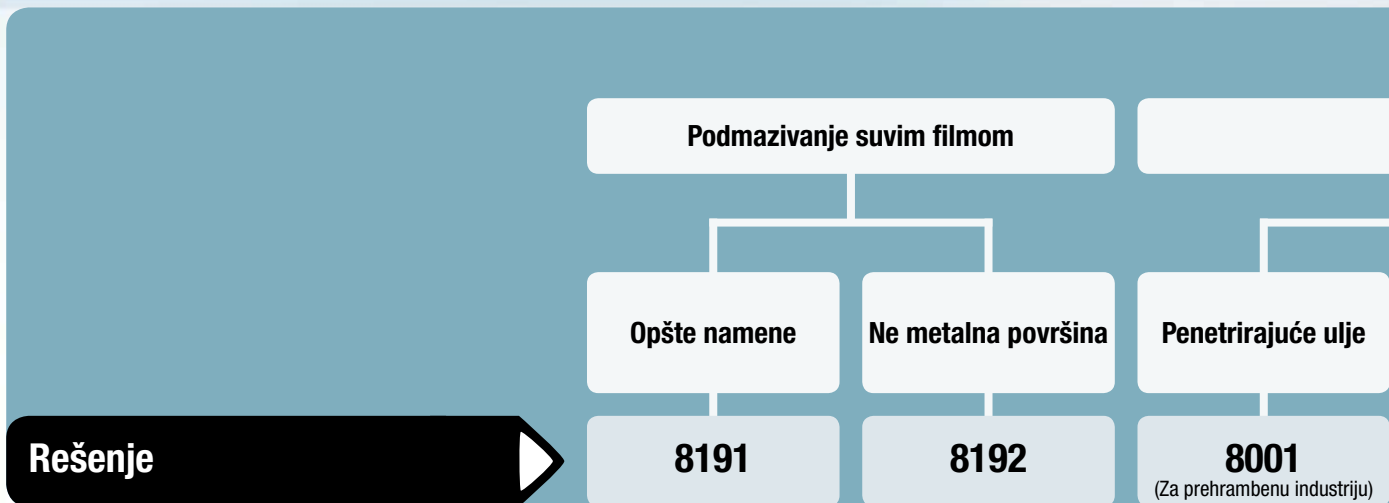 Podmazivanje suvim filmom
Opšte namene
Ne metalna površina
Penetrirajuće ulje
Rešenje
8191
8192
8001
(Za prehrambenu industriju)